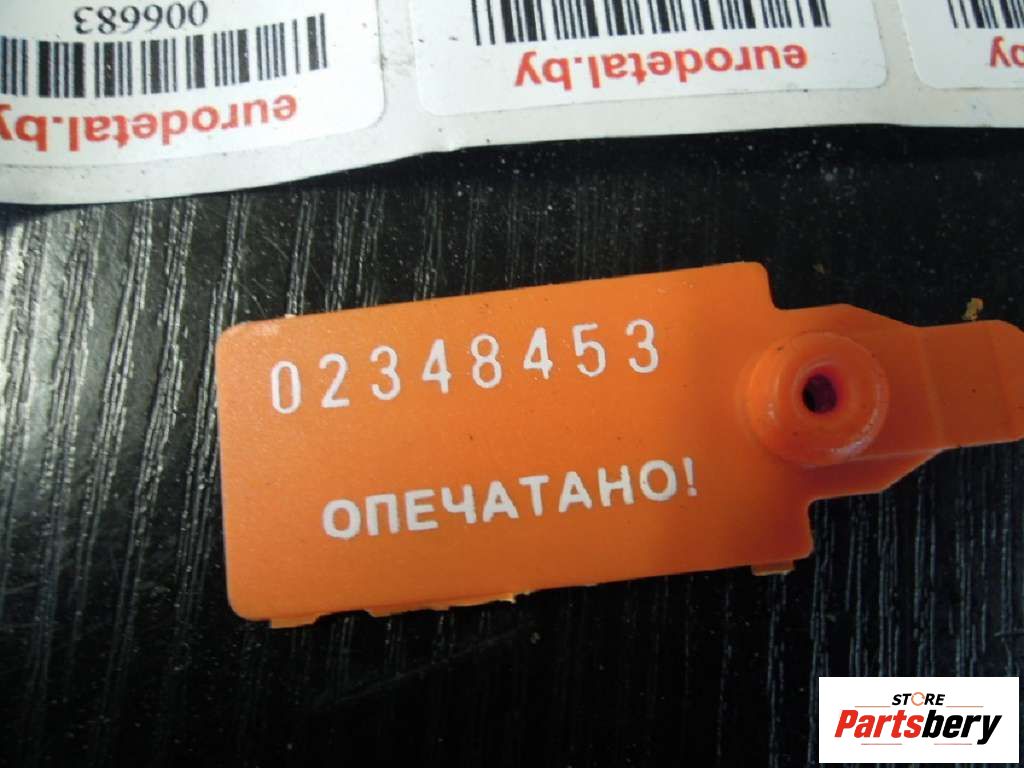 006683
eurodetal.by
eurodetal.by
02348453
ОПЕЧАТАНО!
STORE
Partsbery